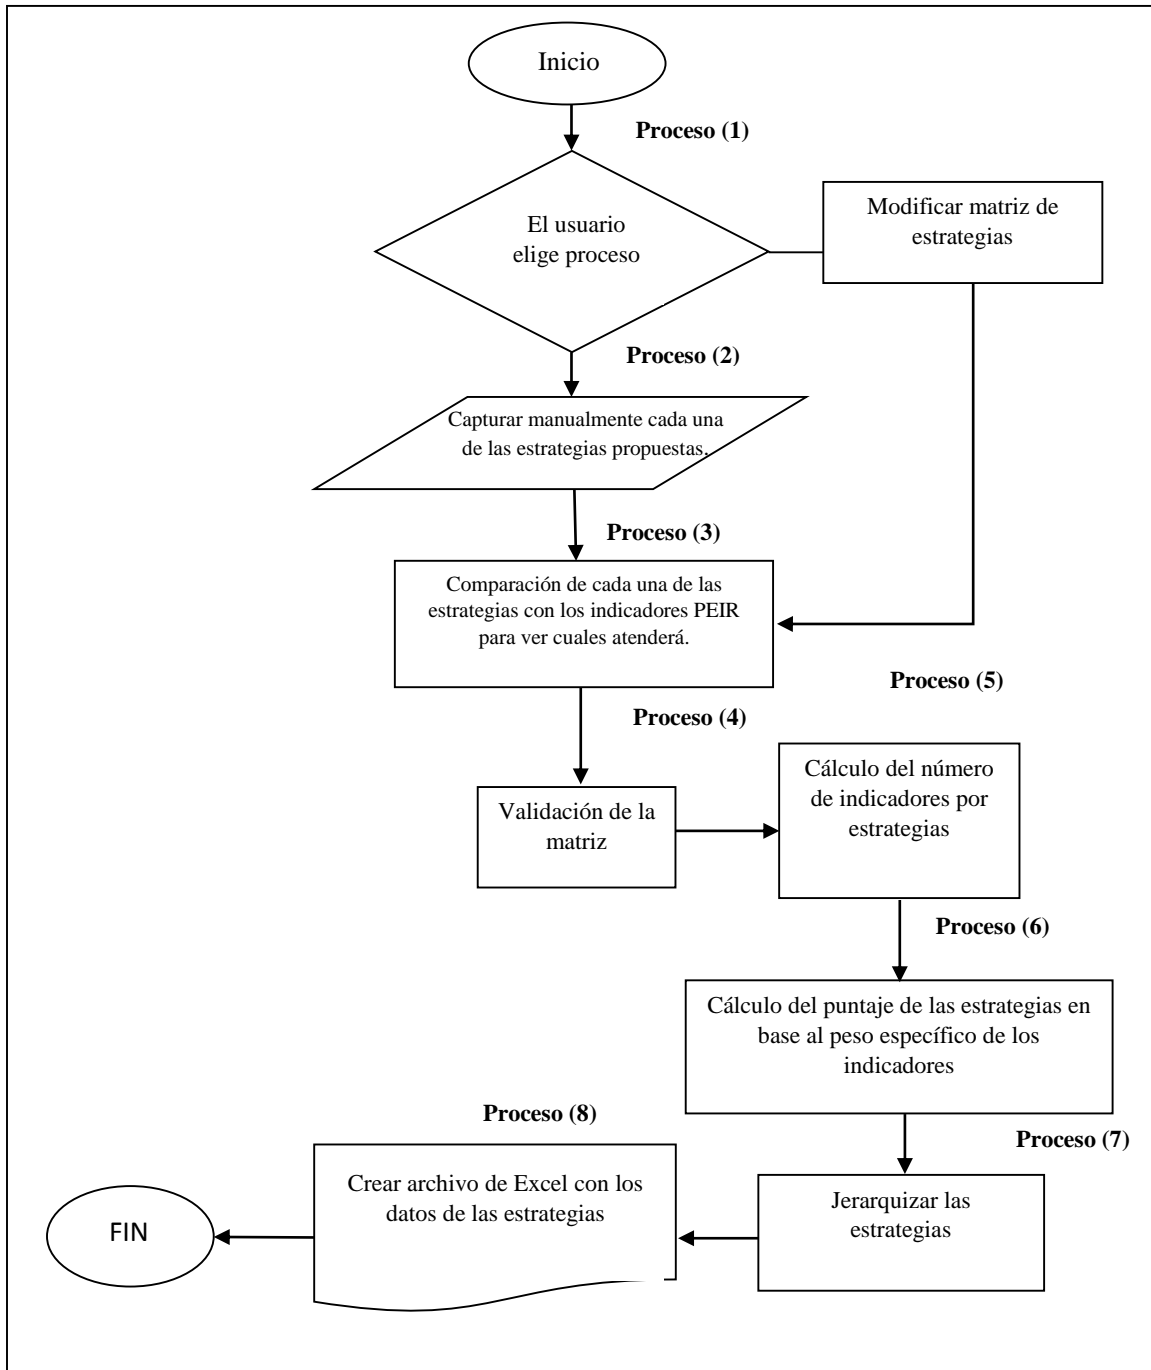 Inicio
Proceso (1)
El usuario
elige proceso
Modificar matriz de
estrategias
Proceso (2)
Capturar manualmente cada una
de las estrategias propuestas.
Proceso (3)
Comparación de cada una de las
estrategias con los indicadores PEIR
para ver cuales atenderá.
Proceso (4)
Validación de la
matriz
Proceso (5)
Cálculo del número
de indicadores por
estrategias
Proceso (6)
Cálculo del puntaje de las estrategias en
base al peso específico de los
indicadores
Proceso (7)
Jerarquizar las
estrategias
Proceso (8)
Crear archivo de Excel con los
datos de las estrategias
FIN